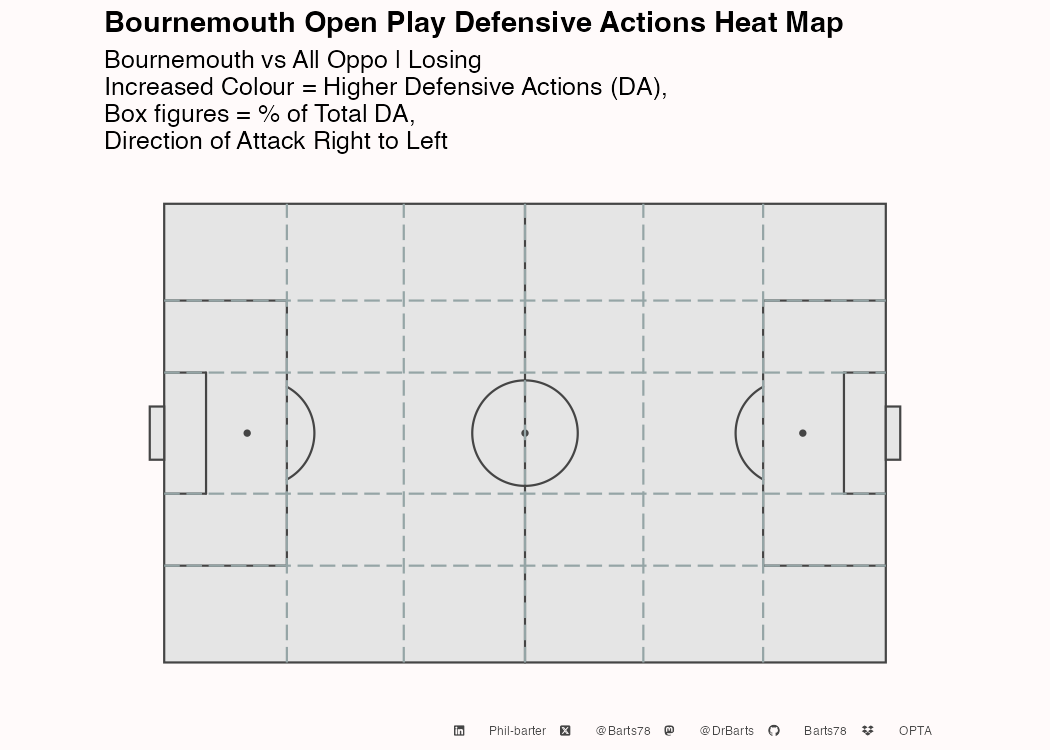 Bournemouth Open Play Defensive Actions Heat Map
Bournemouth vs All Oppo | Losing
Increased Colour = Higher Defensive Actions (DA),
Box figures = % of Total DA,
Direction of Attack Right to Left
Phil-barter @Barts78 @DrBarts Barts78 OPTA